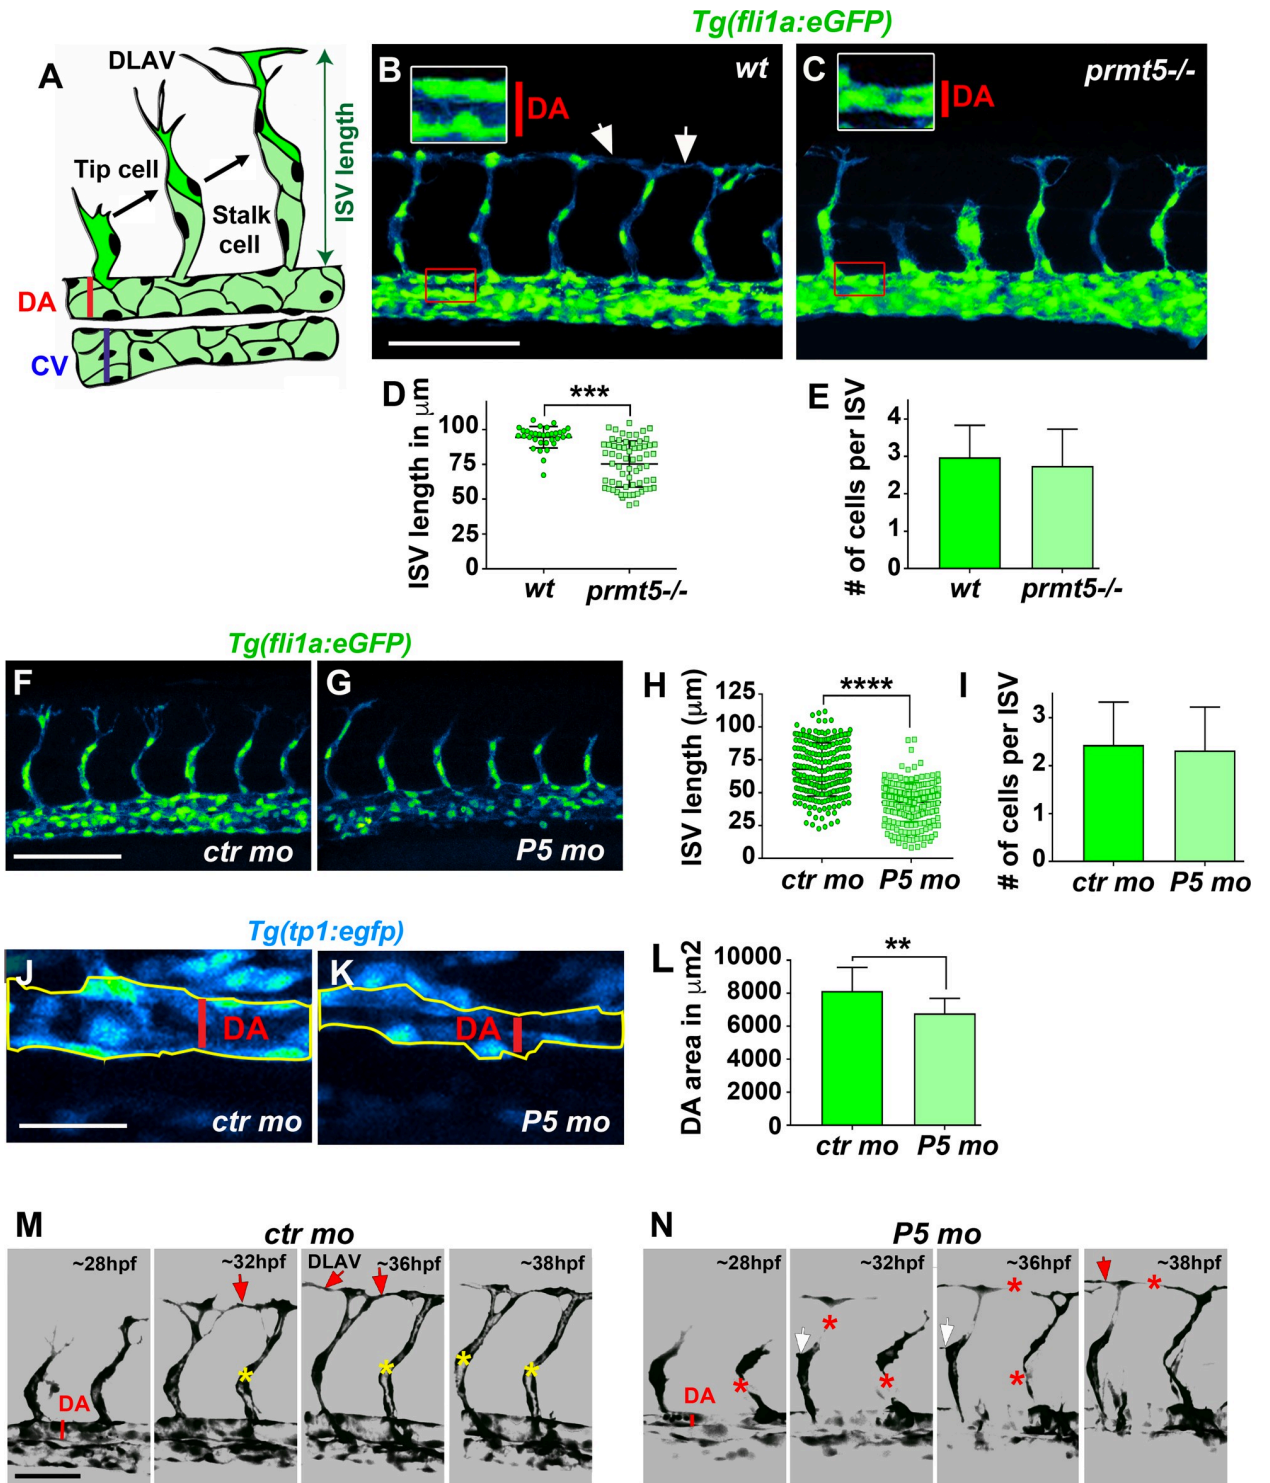 Tg(fli1a:eGFP)
A
DLAV
Tip cell
Stalk
cell
ISV length
DA
CV
B
DA
wt
C
DA
prmt5-/-
D
ISV length in µm
100
75
50
25
0
***
wt
prmt5-/-
E
# of cells per ISV
4
3
2
1
0
wt
prmt5-/-
Tg(fli1a:eGFP)
F
ctr mo
G
P5 mo
H
ISV length (µm)
125
100
75
50
25
0
****
ctr mo
P5 mo
I
# of cells per ISV
3
2
1
0
ctr mo
P5 mo
Tg(tp1:egfp)
J
DA
ctr mo
K
DA
P5 mo
L
DA area in µm2
10000
8000
6000
4000
2000
0
**
ctr mo
P5 mo
M
ctr mo
~28hpf
DA
~32hpf
*
DLAV
~36hpf
*
~38hpf
*
*
N
P5 mo
~28hpf
*
DA
~32hpf
*
*
~36hpf
*
*
~38hpf
*